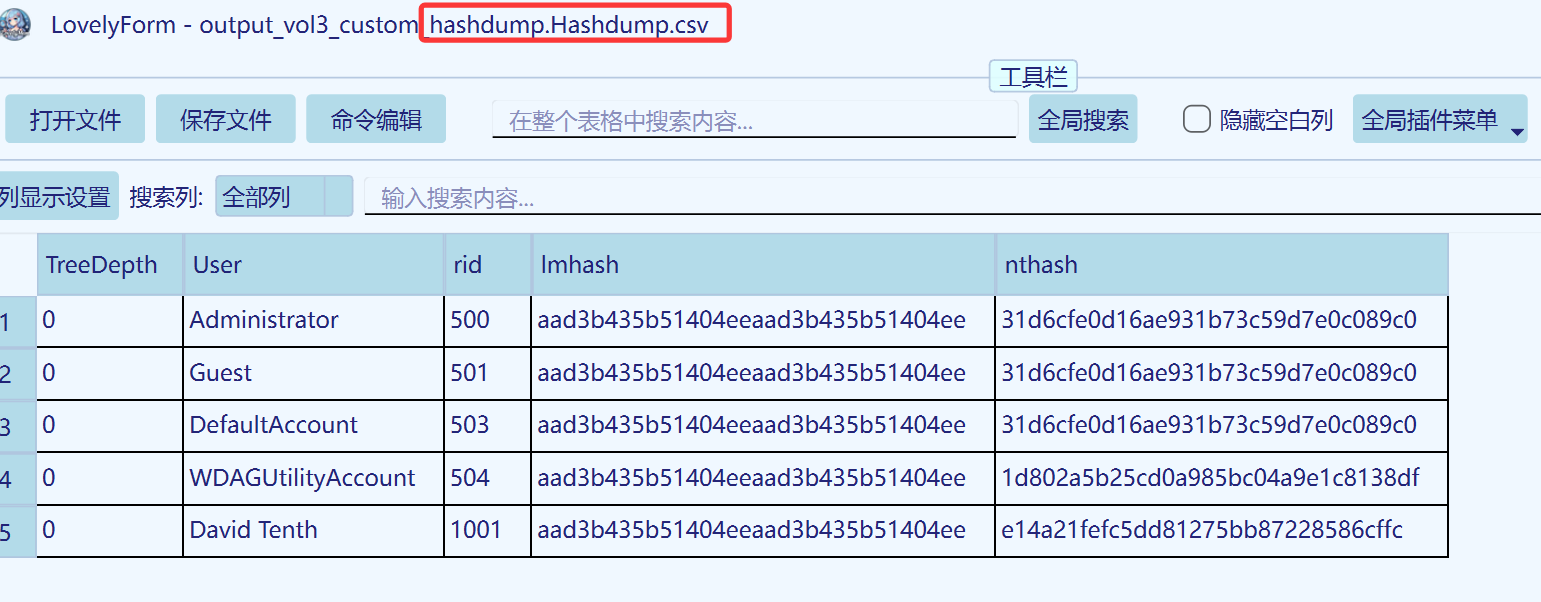 LovelyForm - output_vol3_custom_hashdump.Hashdump.csv
工具栏
打开文件 保存文件 命令编辑 在整个表格中搜索内容... 全局搜索 隐藏空白列 全局插件菜单
列显示设置 搜索列: 全部列 输入搜索内容...
TreeDepth User rid lmhash nthash
1 0 Administrator 500 aad3b435b51404eeaad3b435b51404ee 31d6cfe0d16ae931b73c59d7e0c089c0
2 0 Guest 501 aad3b435b51404eeaad3b435b51404ee 31d6cfe0d16ae931b73c59d7e0c089c0
3 0 DefaultAccount 503 aad3b435b51404eeaad3b435b51404ee 31d6cfe0d16ae931b73c59d7e0c089c0
4 0 WDAGUtilityAccount 504 aad3b435b51404eeaad3b435b51404ee 1d802a5b25cd0a985bc04a9e1c8138df
5 0 David Tenth 1001 aad3b435b51404eeaad3b435b51404ee e14a21fefc5dd81275bb87228586cffc